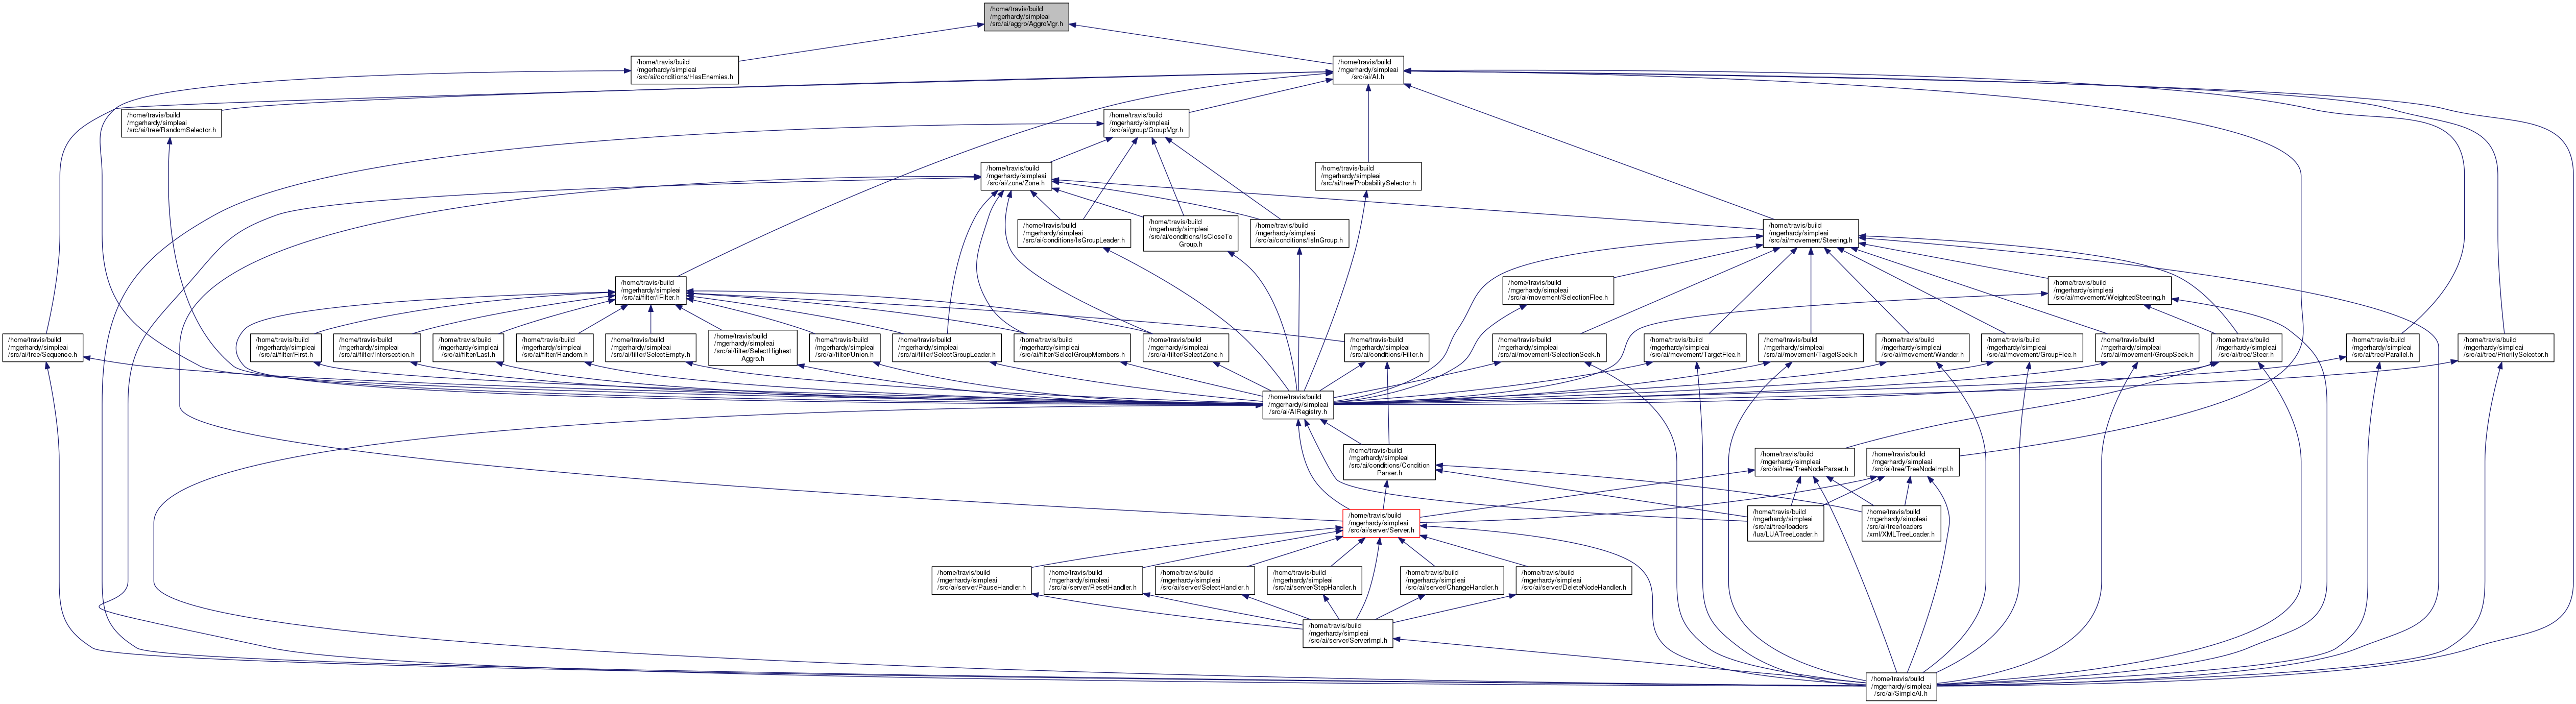 /home/travis/build
/mgerhardy/simpleai
/src/ai/aggro/AggroMgr.h
/home/travis/build
/mgerhardy/simpleai
/src/ai/conditions/HasEnemies.h
/home/travis/build
/mgerhardy/simpleai
/src/ai/AI.h
/home/travis/build
/mgerhardy/simpleai
/src/ai/tree/RandomSelector.h
/home/travis/build
/mgerhardy/simpleai
/src/ai/group/GroupMgr.h
/home/travis/build
/mgerhardy/simpleai
/src/ai/zone/Zone.h
/home/travis/build
/mgerhardy/simpleai
/src/ai/tree/ProbabilitySelector.h
/home/travis/build
/mgerhardy/simpleai
/src/ai/conditions/IsGroupLeader.h
/home/travis/build
/mgerhardy/simpleai
/src/ai/conditions/IsCloseTo
Group.h
/home/travis/build
/mgerhardy/simpleai
/src/ai/conditions/IsInGroup.h
/home/travis/build
/mgerhardy/simpleai
/src/ai/movement/Steering.h
/home/travis/build
/mgerhardy/simpleai
/src/ai/filter/IFilter.h
/home/travis/build
/mgerhardy/simpleai
/src/ai/movement/SelectionFlee.h
/home/travis/build
/mgerhardy/simpleai
/src/ai/movement/WeightedSteering.h
/home/travis/build
/mgerhardy/simpleai
/src/ai/tree/Sequence.h
/home/travis/build
/mgerhardy/simpleai
/src/ai/filter/First.h
/home/travis/build
/mgerhardy/simpleai
/src/ai/filter/Intersection.h
/home/travis/build
/mgerhardy/simpleai
/src/ai/filter/Last.h
/home/travis/build
/mgerhardy/simpleai
/src/ai/filter/Random.h
/home/travis/build
/mgerhardy/simpleai
/src/ai/filter/SelectEmpty.h
/home/travis/build
/mgerhardy/simpleai
/src/ai/filter/SelectHighest
Aggro.h
/home/travis/build
/mgerhardy/simpleai
/src/ai/filter/Union.h
/home/travis/build
/mgerhardy/simpleai
/src/ai/filter/SelectGroupLeader.h
/home/travis/build
/mgerhardy/simpleai
/src/ai/filter/SelectGroupMembers.h
/home/travis/build
/mgerhardy/simpleai
/src/ai/filter/SelectZone.h
/home/travis/build
/mgerhardy/simpleai
/src/ai/conditions/Filter.h
/home/travis/build
/mgerhardy/simpleai
/src/ai/movement/SelectionSeek.h
/home/travis/build
/mgerhardy/simpleai
/src/ai/movement/TargetFlee.h
/home/travis/build
/mgerhardy/simpleai
/src/ai/movement/TargetSeek.h
/home/travis/build
/mgerhardy/simpleai
/src/ai/movement/Wander.h
/home/travis/build
/mgerhardy/simpleai
/src/ai/movement/GroupFlee.h
/home/travis/build
/mgerhardy/simpleai
/src/ai/movement/GroupSeek.h
/home/travis/build
/mgerhardy/simpleai
/src/ai/tree/Steer.h
/home/travis/build
/mgerhardy/simpleai
/src/ai/tree/Parallel.h
/home/travis/build
/mgerhardy/simpleai
/src/ai/tree/PrioritySelector.h
/home/travis/build
/mgerhardy/simpleai
/src/ai/AIRegistry.h
/home/travis/build
/mgerhardy/simpleai
/src/ai/conditions/Condition
Parser.h
/home/travis/build
/mgerhardy/simpleai
/src/ai/tree/TreeNodeParser.h
/home/travis/build
/mgerhardy/simpleai
/src/ai/tree/TreeNodeImpl.h
/home/travis/build
/mgerhardy/simpleai
/src/ai/server/Server.h
/home/travis/build
/mgerhardy/simpleai
/src/ai/tree/loaders
/lua/LUATreeLoader.h
/home/travis/build
/mgerhardy/simpleai
/src/ai/tree/loaders
/xml/XMLTreeLoader.h
/home/travis/build
/mgerhardy/simpleai
/src/ai/server/PauseHandler.h
/home/travis/build
/mgerhardy/simpleai
/src/ai/server/ResetHandler.h
/home/travis/build
/mgerhardy/simpleai
/src/ai/server/SelectHandler.h
/home/travis/build
/mgerhardy/simpleai
/src/ai/server/StepHandler.h
/home/travis/build
/mgerhardy/simpleai
/src/ai/server/ChangeHandler.h
/home/travis/build
/mgerhardy/simpleai
/src/ai/server/DeleteNodeHandler.h
/home/travis/build
/mgerhardy/simpleai
/src/ai/server/ServerImpl.h
/home/travis/build
/mgerhardy/simpleai
/src/ai/SimpleAI.h